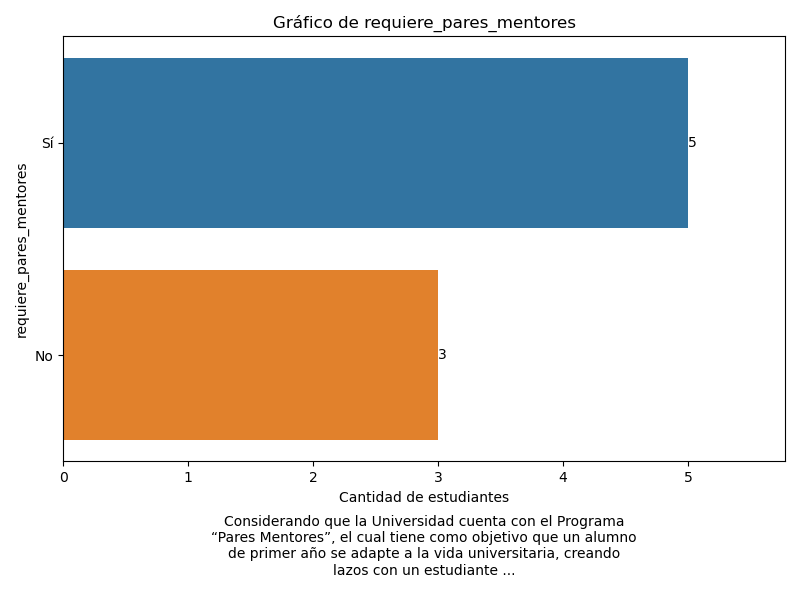 Gráfico de requiere_pares_mentores
requiere_pares_mentores
Sí
5
No
3
0 1 2 3 4 5
Cantidad de estudiantes
Considerando que la Universidad cuenta con el Programa
“Pares Mentores”, el cual tiene como objetivo que un alumno
de primer año se adapte a la vida universitaria, creando
lazos con un estudiante ...